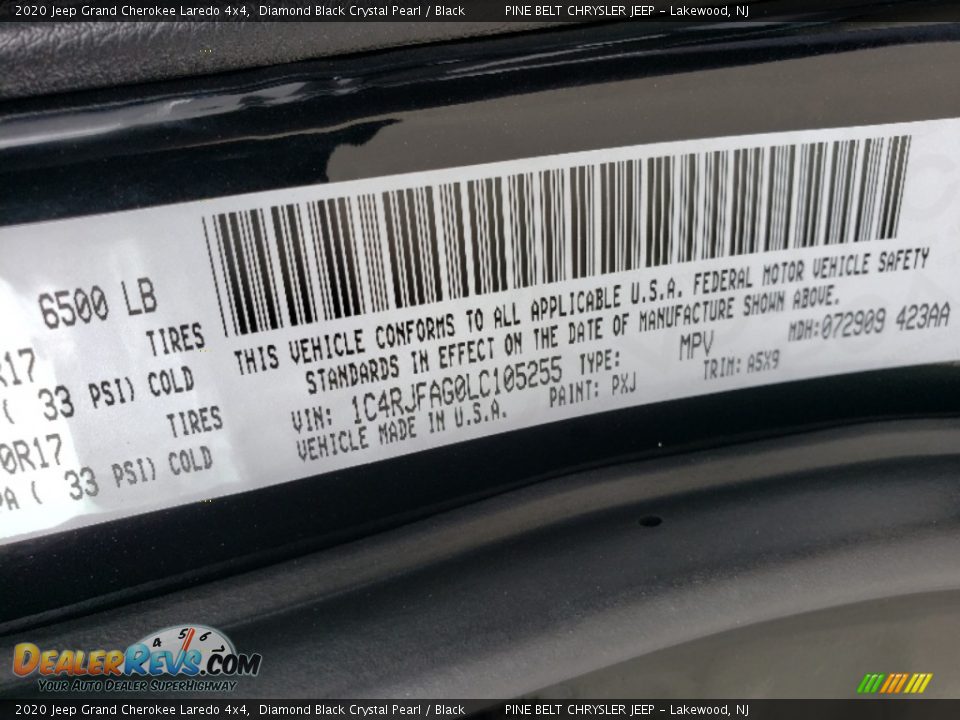 2020 Jeep Grand Cherokee Laredo 4x4, Diamond Black Crystal Pearl / Black PINE BELT CHRYSLER JEEP – Lakewood, NJ
6500 LB
TIRES
R17
( 33 PSI) COLD
TIRES
0R17
PA ( 33 PSI) COLD
THIS VEHICLE CONFORMS TO ALL APPLICABLE U.S.A. FEDERAL MOTOR VEHICLE SAFETY
STANDARDS IN EFFECT ON THE DATE OF MANUFACTURE SHOWN ABOVE.
VIN: 1C4RJFAG0LC105255 TYPE: MPV MDH:072909 423AA
VEHICLE MADE IN U.S.A. PAINT: PXJ TRIM: A5X9
4 5 6
DEALERREVS.COM
YOUR AUTO DEALER SUPERHIGHWAY
2020 Jeep Grand Cherokee Laredo 4x4, Diamond Black Crystal Pearl / Black PINE BELT CHRYSLER JEEP – Lakewood, NJ